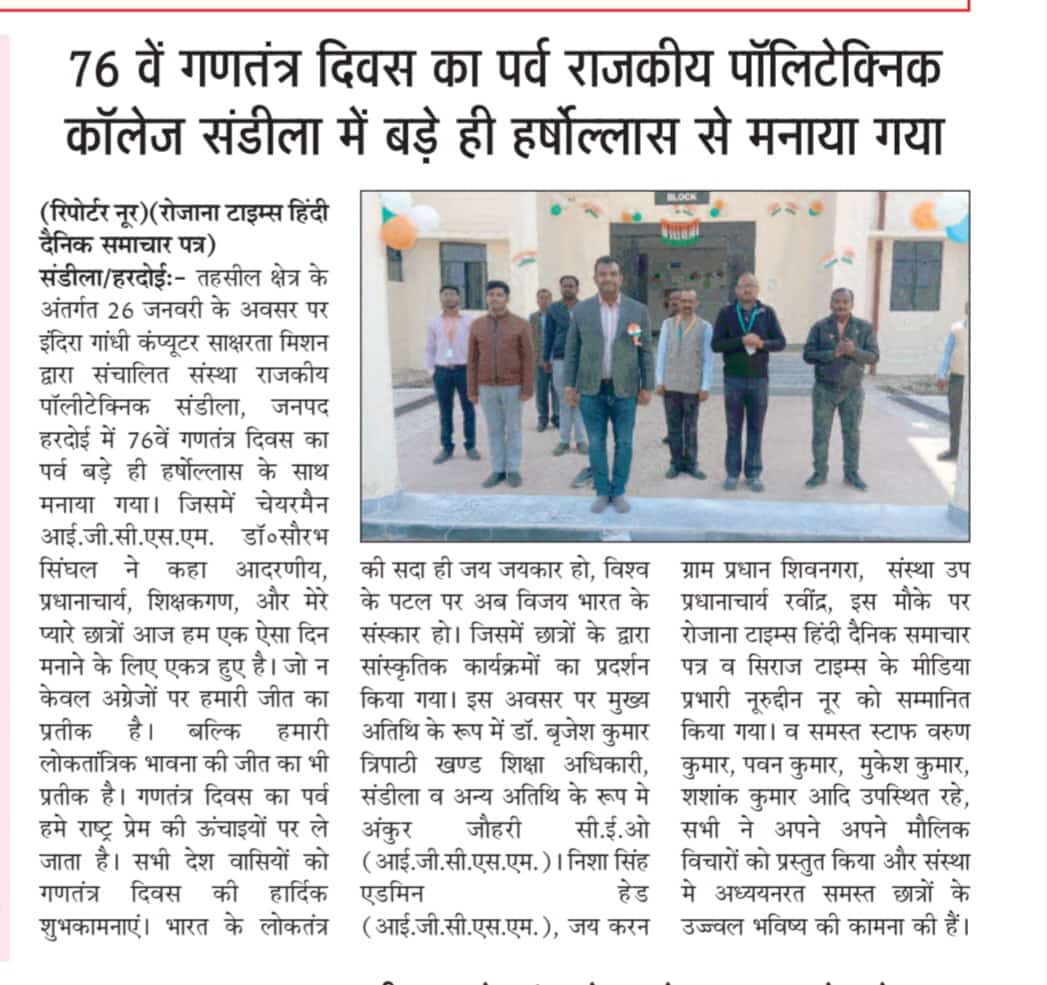 76 वें गणतंत्र दिवस का पर्व राजकीय पॉलिटेक्निक
कॉलेज संडीला में बड़े ही हर्षोल्लास से मनाया गया
(रिपोर्टर नूर)(रोजाना टाइम्स हिंदी
दैनिक समाचार पत्र)
संडीला/हरदोई:- तहसील क्षेत्र के
अंतर्गत 26 जनवरी के अवसर पर
इंदिरा गांधी कंप्यूटर साक्षरता मिशन
द्वारा संचालित संस्था राजकीय
पॉलीटेक्निक संडीला, जनपद
हरदोई में 76वें गणतंत्र दिवस का
पर्व बड़े ही हर्षोल्लास के साथ
मनाया गया। जिसमें चेयरमैन
आई.जी.सी.एस.एम. डॉ०सौरभ
सिंघल ने कहा आदरणीय,
प्रधानाचार्य, शिक्षकगण, और मेरे
प्यारे छात्रों आज हम एक ऐसा दिन
मनाने के लिए एकत्र हुए है। जो न
केवल अग्रेजों पर हमारी जीत का
प्रतीक है। बल्कि हमारी
लोकतांत्रिक भावना की जीत का भी
प्रतीक है। गणतंत्र दिवस का पर्व
हमे राष्ट्र प्रेम की ऊंचाइयों पर ले
जाता है। सभी देश वासियों को
गणतंत्र दिवस की हार्दिक
शुभकामनाएं। भारत के लोकतंत्र
BLOCK
की सदा ही जय जयकार हो, विश्व
के पटल पर अब विजय भारत के
संस्कार हो। जिसमें छात्रों के द्वारा
सांस्कृतिक कार्यक्रमों का प्रदर्शन
किया गया। इस अवसर पर मुख्य
अतिथि के रूप में डॉ. बृजेश कुमार
त्रिपाठी खण्ड शिक्षा अधिकारी,
संडीला व अन्य अतिथि के रूप मे
अंकुर जौहरी सी.ई.ओ
(आई.जी.सी.एस.एम.)। निशा सिंह
एडमिन हेड
(आई.जी.सी.एस.एम.), जय करन
ग्राम प्रधान शिवनगरा, संस्था उप
प्रधानाचार्य रवींद्र, इस मौके पर
रोजाना टाइम्स हिंदी दैनिक समाचार
पत्र व सिराज टाइम्स के मीडिया
प्रभारी नूरुद्दीन नूर को सम्मानित
किया गया। व समस्त स्टाफ वरुण
कुमार, पवन कुमार, मुकेश कुमार,
शशांक कुमार आदि उपस्थित रहे,
सभी ने अपने अपने मौलिक
विचारों को प्रस्तुत किया और संस्था
मे अध्ययनरत समस्त छात्रों के
उज्ज्वल भविष्य की कामना की हैं।